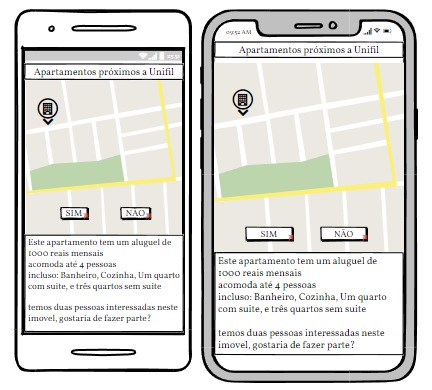 Apartamentos próximos a Unifil
SIM
NÃO
Este apartamento tem um aluguel de
1000 reais mensais
acomoda até 4 pessoas
incluso: Banheiro, Cozinha, Um quarto
com suite, e três quartos sem suite
temos duas pessoas interessadas neste
imovel, gostaria de fazer parte?
09:52 AM
Apartamentos próximos a Unifil
SIM
NÃO
Este apartamento tem um aluguel de
1000 reais mensais
acomoda até 4 pessoas
incluso: Banheiro, Cozinha, Um quarto
com suite, e três quartos sem suite
temos duas pessoas interessadas neste
imovel, gostaria de fazer parte?